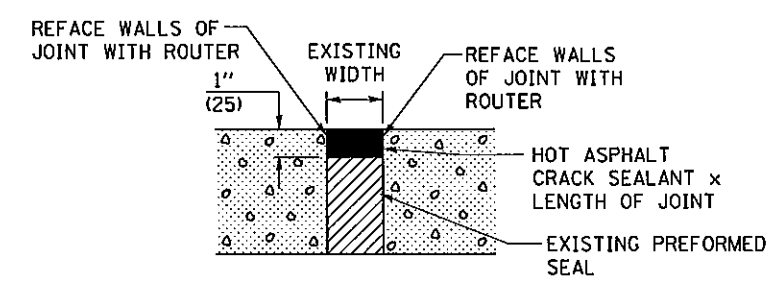 REFACE WALLS OF
JOINT WITH ROUTER
EXISTING
WIDTH
REFACE WALLS
OF JOINT WITH
ROUTER
1"
(25)
HOT ASPHALT
CRACK SEALANT x
LENGTH OF JOINT
EXISTING PREFORMED
SEAL